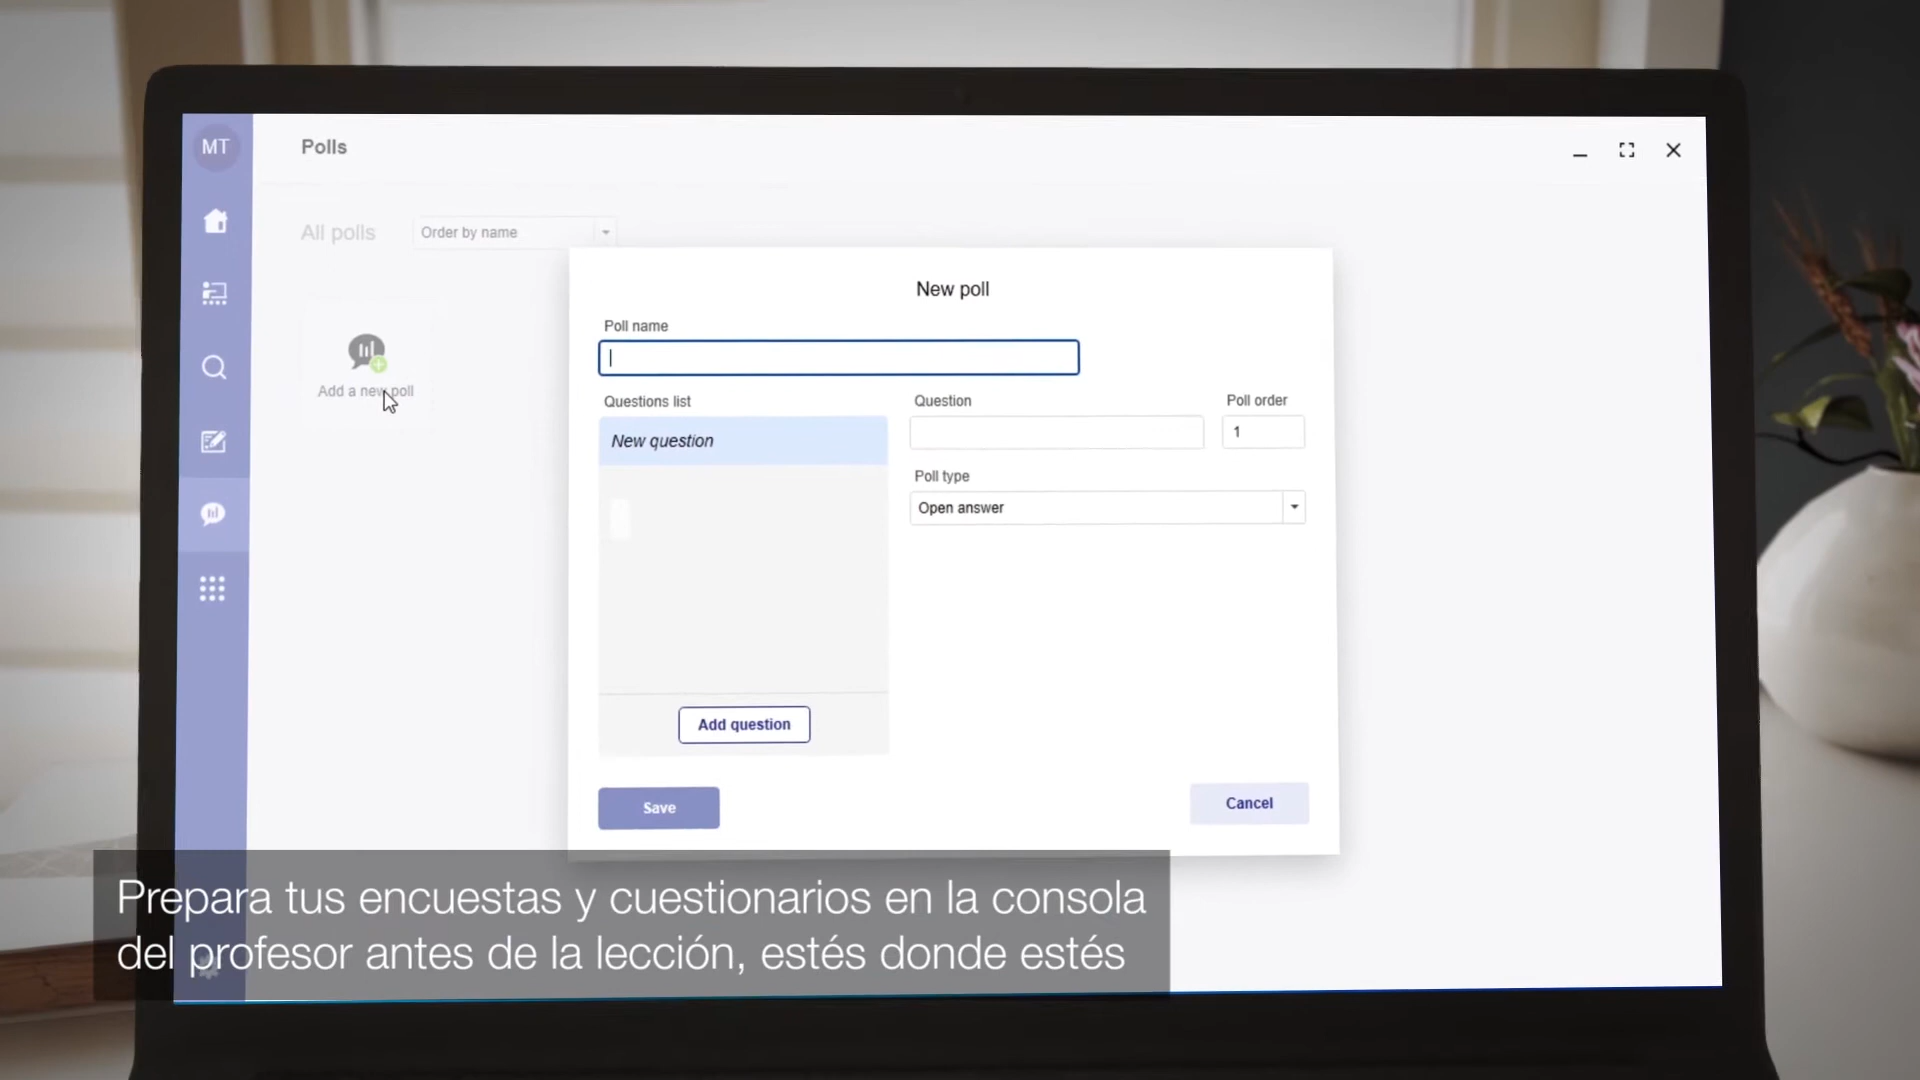 MT
Polls
All polls
Order by name
Add a new poll
New poll
Poll name
Questions list
Question
Poll order
New question
1
Poll type
Open answer
Add question
Save
Cancel
Prepara tus encuestas y cuestionarios en la consola
del profesor antes de la lección, estés donde estés